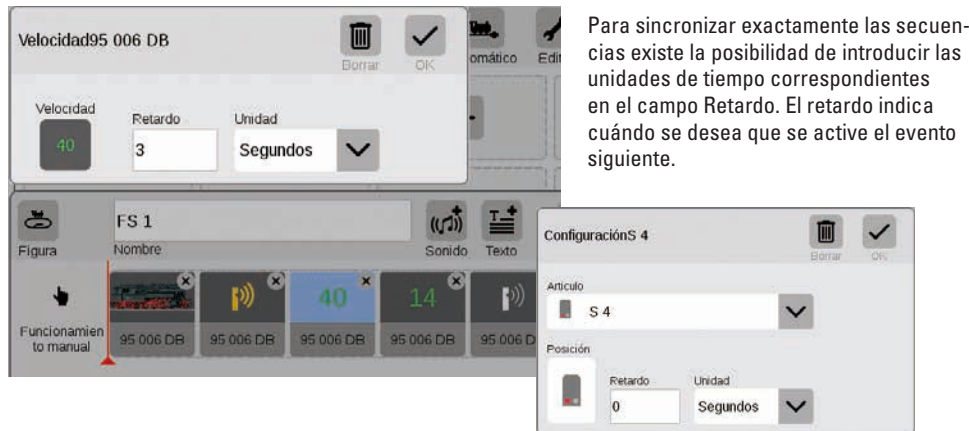 Velocidad95 006 DB
Borrar
OK
omático
Edit
Velocidad
40
Retardo
3
Unidad
Segundos
Para sincronizar exactamente las secuen-
cias existe la posibilidad de introducir las
unidades de tiempo correspondientes
en el campo Retardo. El retardo indica
cuándo se desea que se active el evento
siguiente.
Figura
FS 1
Nombre
Sonido
Texto
Funcionamien
to manual
40
14
95 006 DB
95 006 DB
95 006 DB
95 006 DB
95 006 D
ConfiguraciónS 4
Borrar
OK
Artículo
S 4
Posición
Retardo
0
Unidad
Segundos